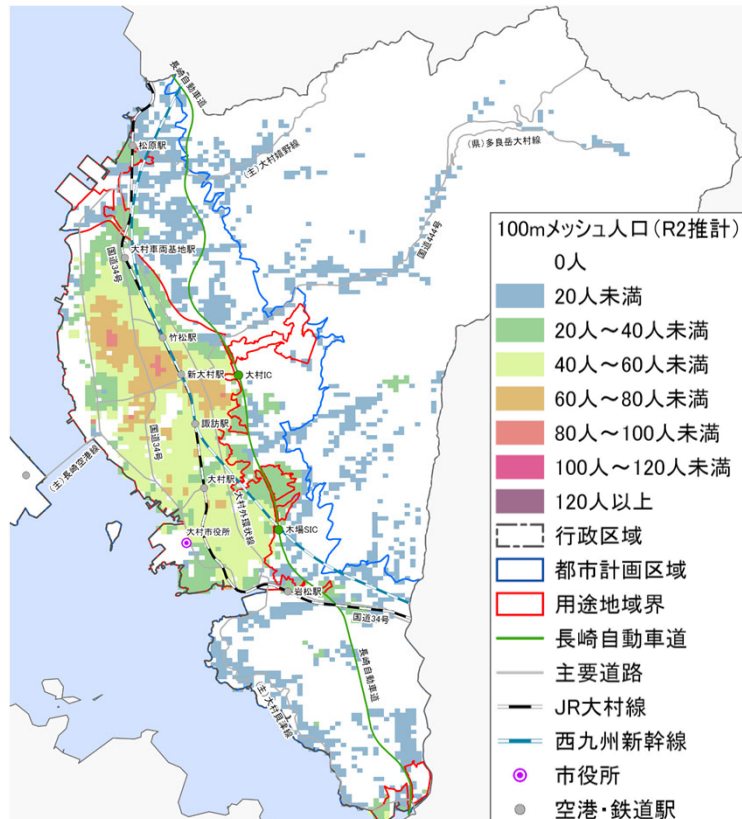 長崎自動車道
松原駅
(主)大村嬉野線
(県)多良岳大村線
国道444号
大村車両基地駅
国道34号
竹松駅
新大村駅
大村IC
諏訪駅
国道34号
(主)長崎空港線
大村駅
大村外環状線
大村市役所
木場SIC
岩松駅
国道34号
長崎自動車道
(主)大村貝津線
100mメッシュ人口(R2推計)
0人
20人未満
20人～40人未満
40人～60人未満
60人～80人未満
80人～100人未満
100人～120人未満
120人以上
行政区域
都市計画区域
用途地域界
長崎自動車道
主要道路
JR大村線
西九州新幹線
市役所
空港・鉄道駅